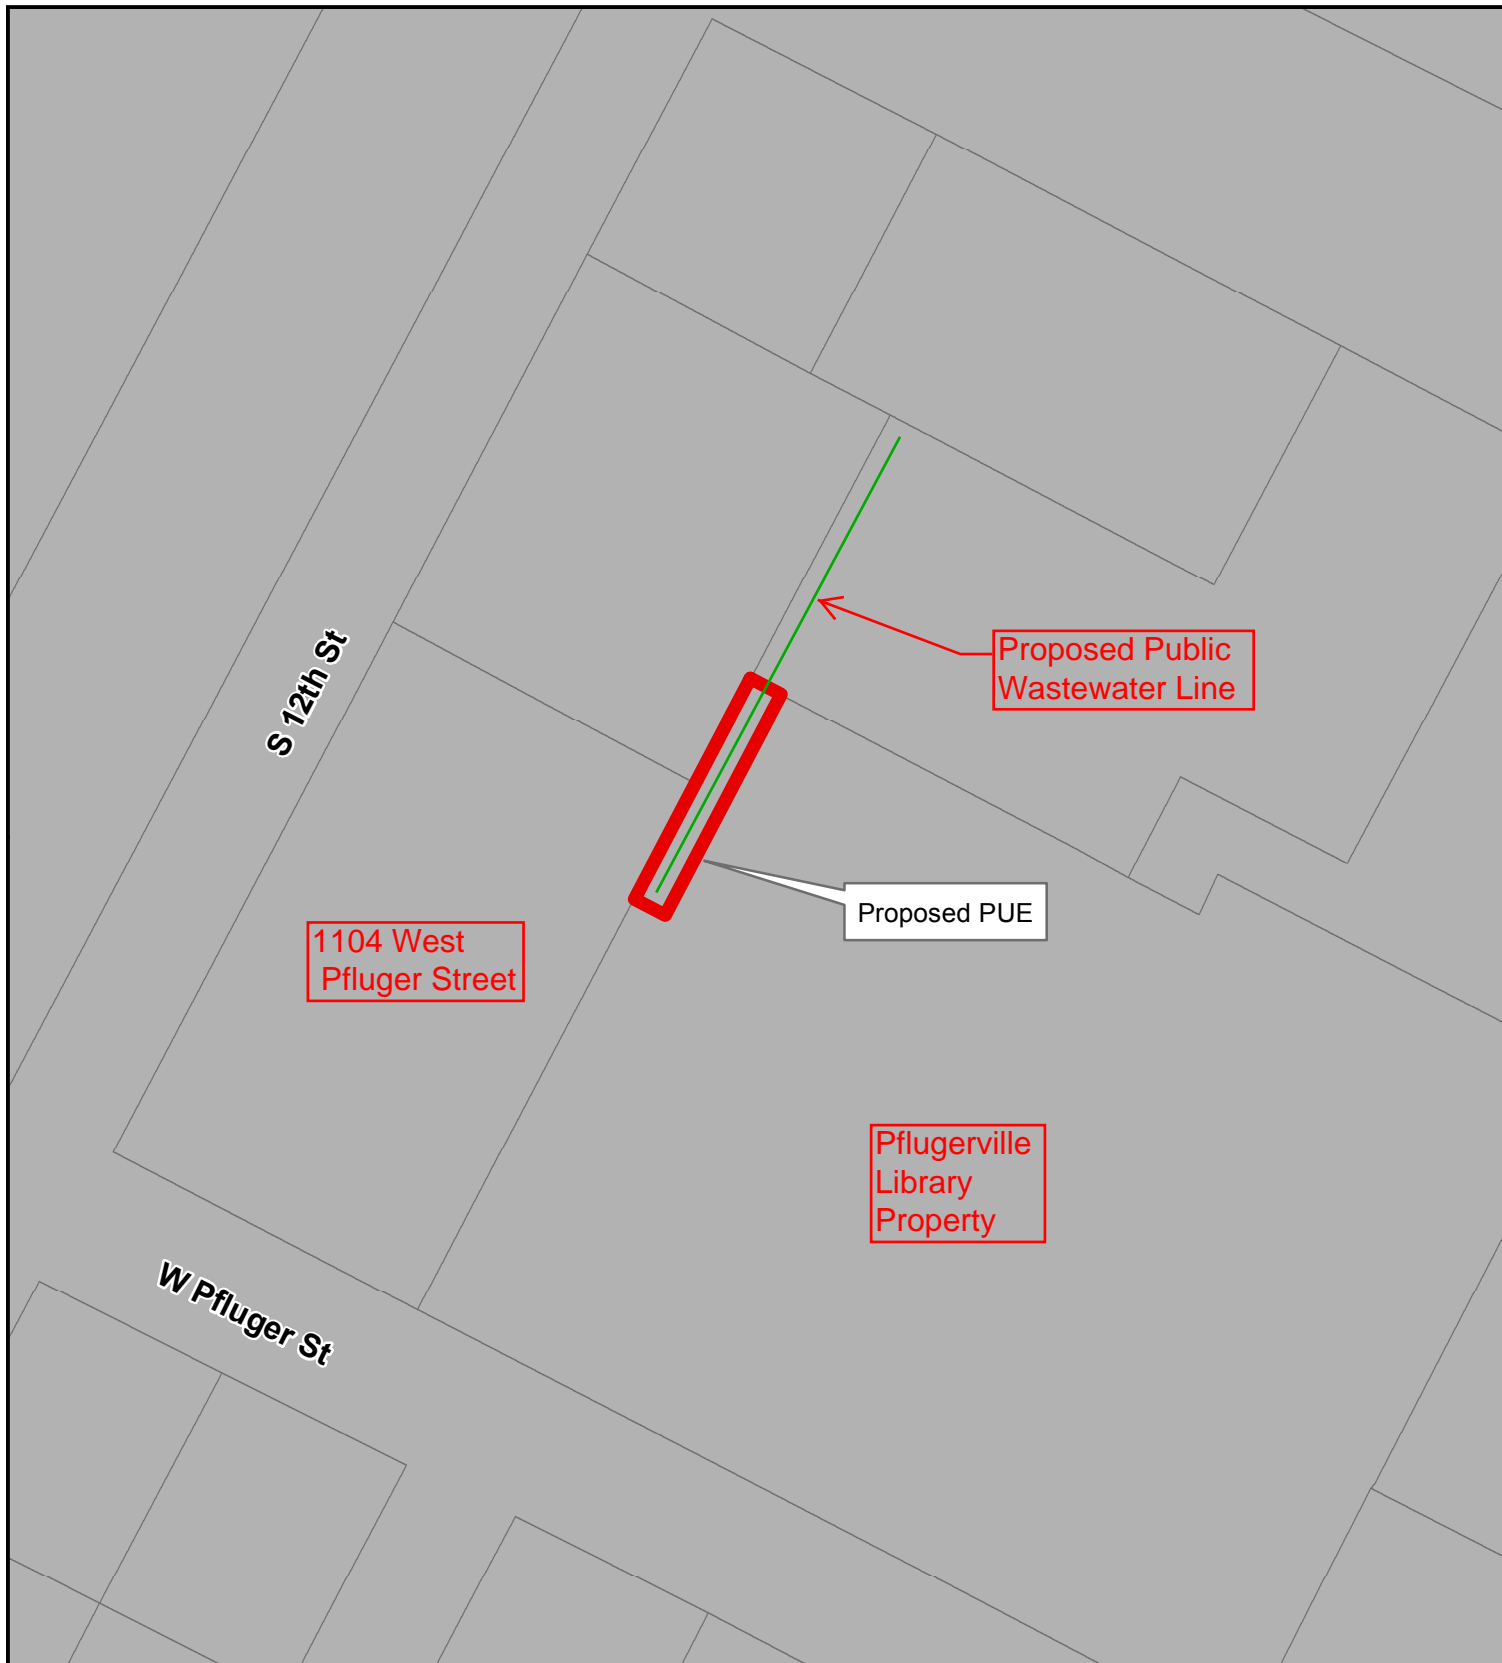 S 12th St
Proposed Public
Wastewater Line
Proposed PUE
1104 West
Pfluger Street
Pflugerville
Library
Property
W Pfluger St